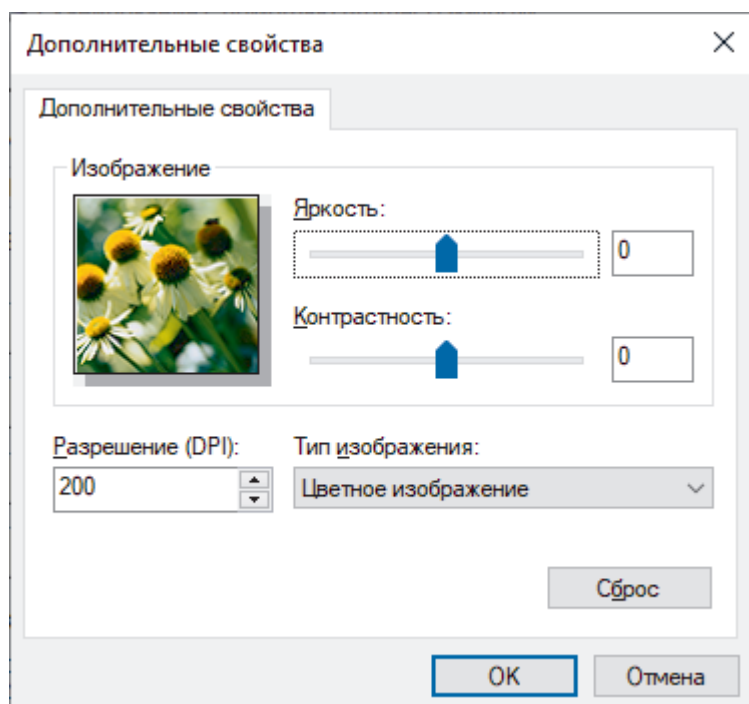 Дополнительные свойства
Дополнительные свойства
Изображение
Яркость:
0
Контрастность:
0
Разрешение (DPI):
Тип изображения:
200
Цветное изображение
Сброс
OK
Отмена